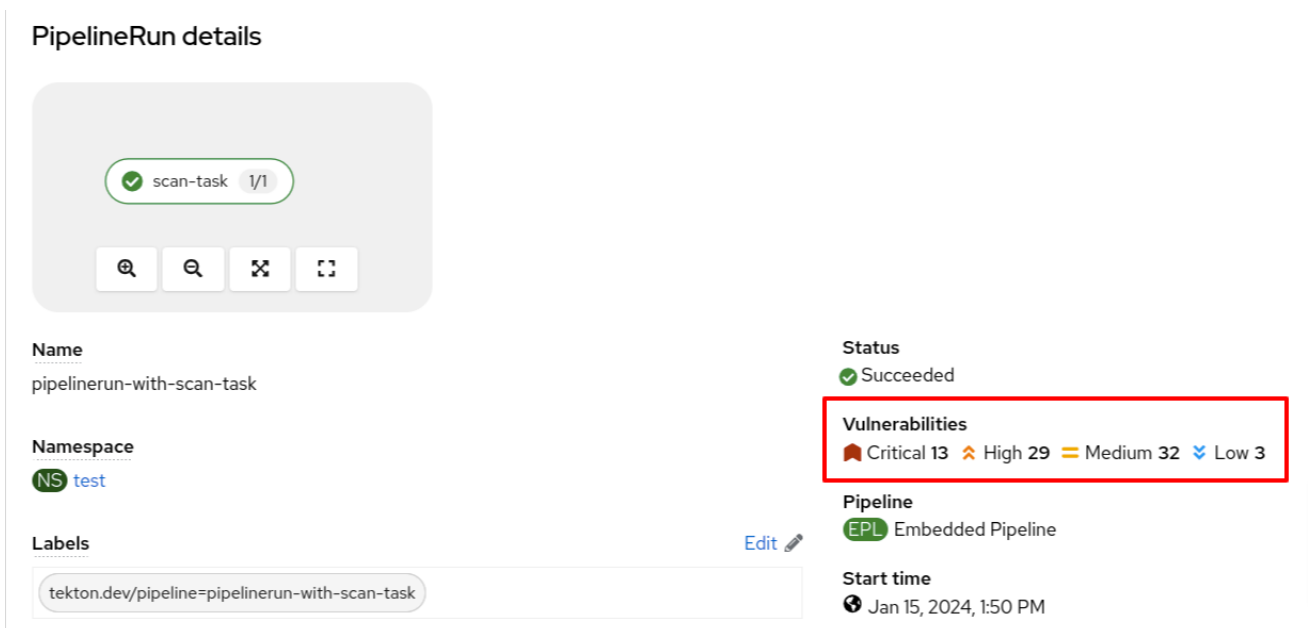 PipelineRun details
scan-task 1/1
Name
pipelinerun-with-scan-task
Namespace
NS test
Labels
Edit
tekton.dev/pipeline=pipelinerun-with-scan-task
Status
Succeeded
Vulnerabilities
Critical 13 High 29 Medium 32 Low 3
Pipeline
EPL Embedded Pipeline
Start time
Jan 15, 2024, 1:50 PM